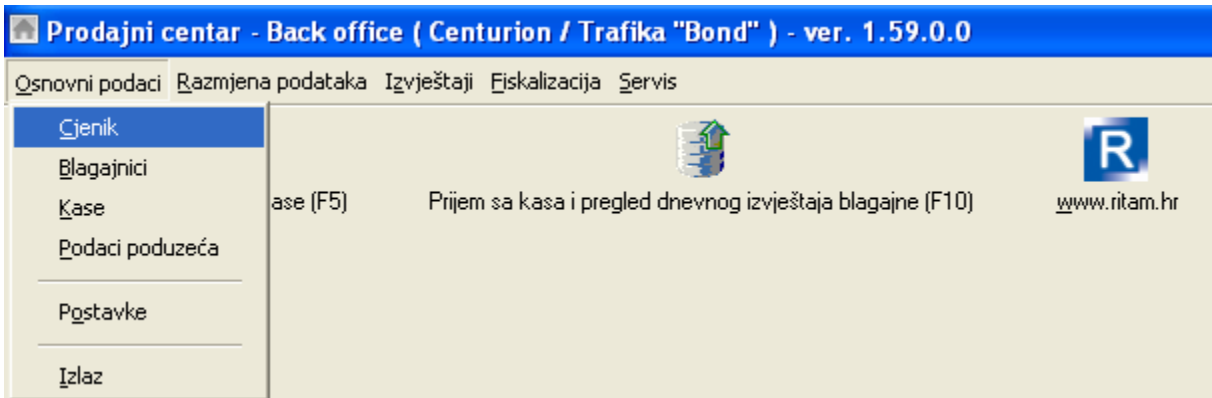 Prodajni centar - Back office ( Centurion / Trafika "Bond" ) - ver. 1.59.0.0
Osnovni podaci Razmjena podataka Izvještaji Fiskalizacija Servis
Cjenik
Blagajnici
Kase
Podaci poduzeća
Postavke
Izlaz
(F5)
Prijem sa kasa i pregled dnevnog izvještaja blagajne (F10)
R
www.ritam.hr